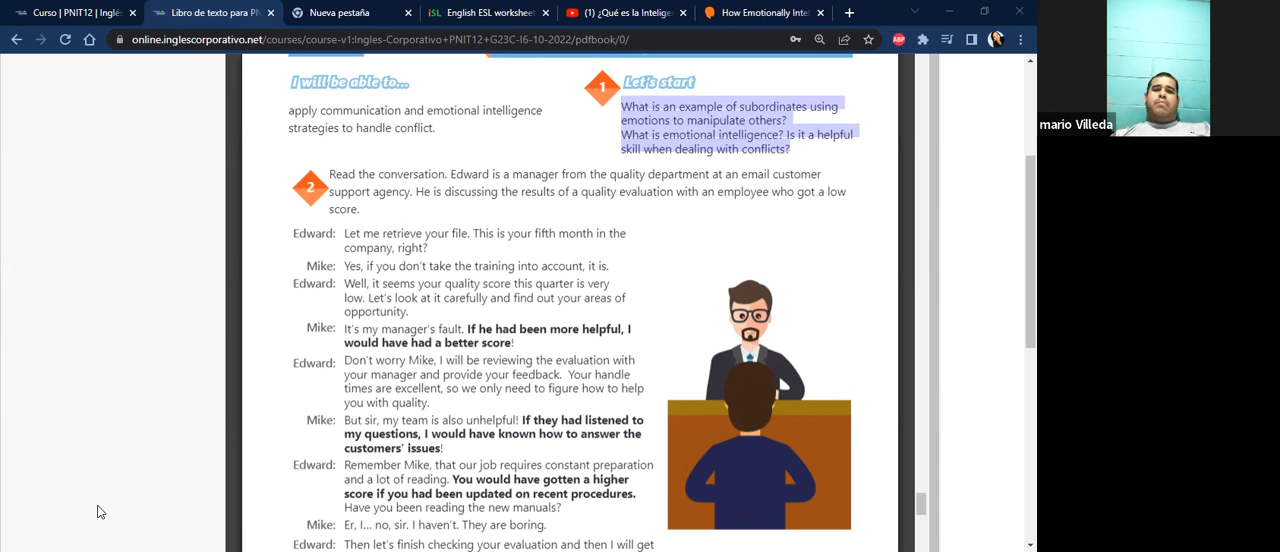 Curso | PNIT12 | Inglés
Libro de texto para PN
Nueva pestaña
iSL English ESL worksheet
(1) ¿Qué es la Intelige
How Emotionally Inte
online.inglescorporativo.net/courses/course-v1:Ingles-Corporativo+PNIT12+G23C-I6-10-2022/pdfbook/0/
ABP
I will be able to...
apply communication and emotional intelligence
strategies to handle conflict.
1 Let's start
What is an example of subordinates using
emotions to manipulate others?
What is emotional intelligence? Is it a helpful
skill when dealing with conflicts?
2 Read the conversation. Edward is a manager from the quality department at an email customer
support agency. He is discussing the results of a quality evaluation with an employee who got a low
score.
Edward: Let me retrieve your file. This is your fifth month in the
company, right?
Mike: Yes, if you don't take the training into account, it is.
Edward: Well, it seems your quality score this quarter is very
low. Let's look at it carefully and find out your areas of
opportunity.
Mike: It's my manager's fault. If he had been more helpful, I
would have had a better score!
Edward: Don't worry Mike, I will be reviewing the evaluation with
your manager and provide your feedback. Your handle
times are excellent, so we only need to figure how to help
you with quality.
Mike: But sir, my team is also unhelpful! If they had listened to
my questions, I would have known how to answer the
customers' issues!
Edward: Remember Mike, that our job requires constant preparation
and a lot of reading. You would have gotten a higher
score if you had been updated on recent procedures.
Have you been reading the new manuals?
Mike: Er, I... no, sir. I haven't. They are boring.
Edward: Then let's finish checking your evaluation and then I will get
mario Villeda